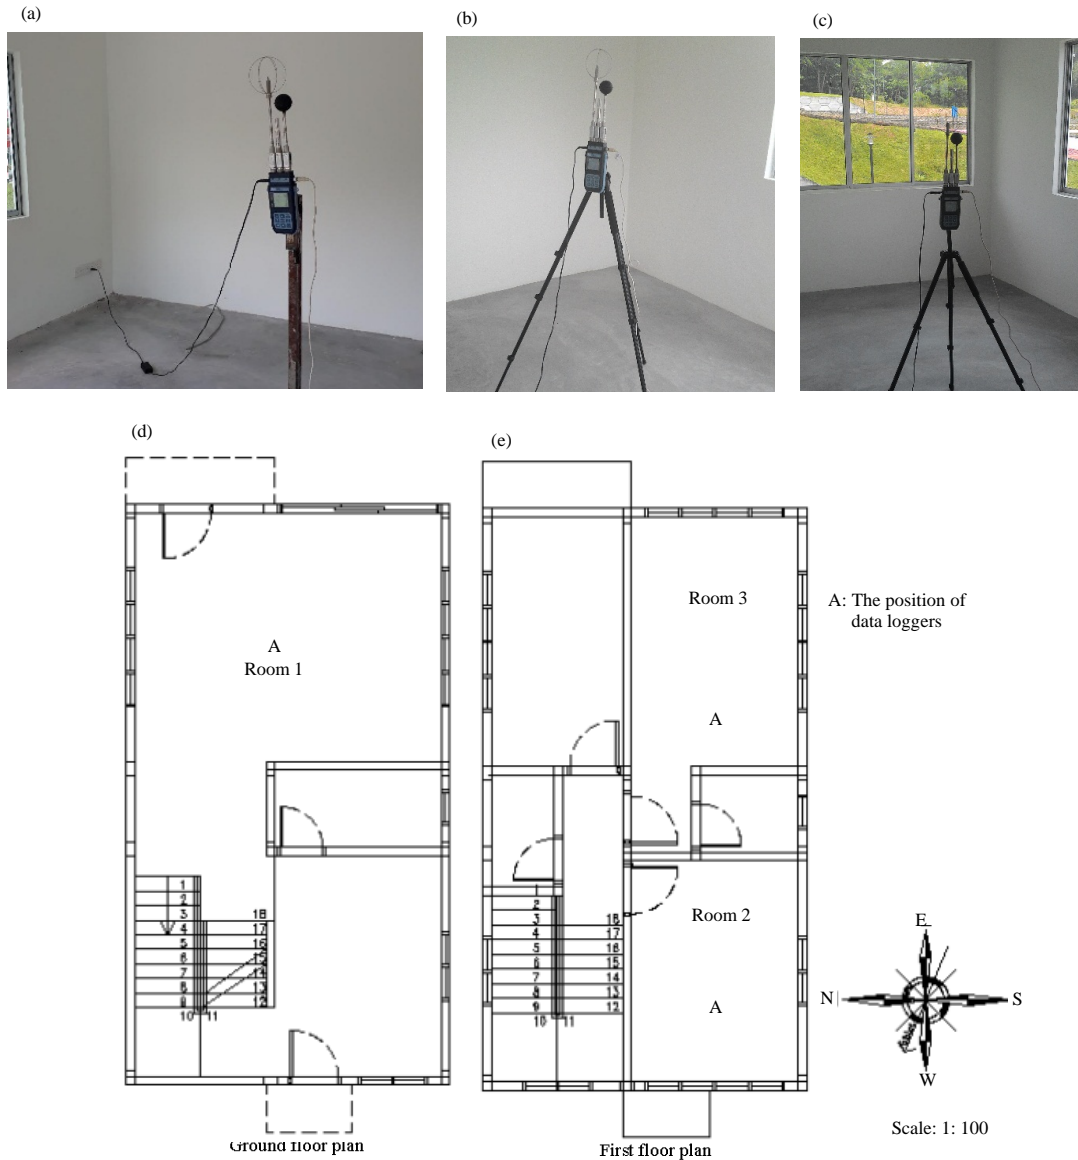 (a)
(b)
(c)
(d)
(e)
Room 3
A: The position of
data loggers
A
Room 1
A
1
2
3
4
5
6
7
8
9
10 11
18
17
16
15
14
13
12
1
2
3
4
5
6
7
8
9
10 11
18
17
16
15
14
13
12
Room 2
A
E
N
S
W
Scale: 1: 100
Ground floor plan
First floor plan